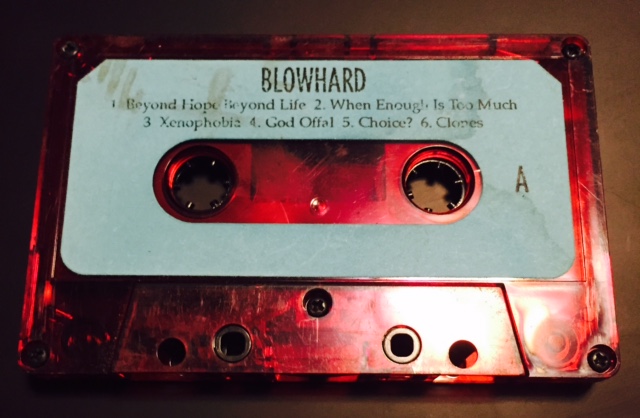 BLOWHARD
1. Beyond Hope Beyond Life 2. When Enough Is Too Much
3 Xenophobia 4. God Offal 5. Choice? 6. Clones
A